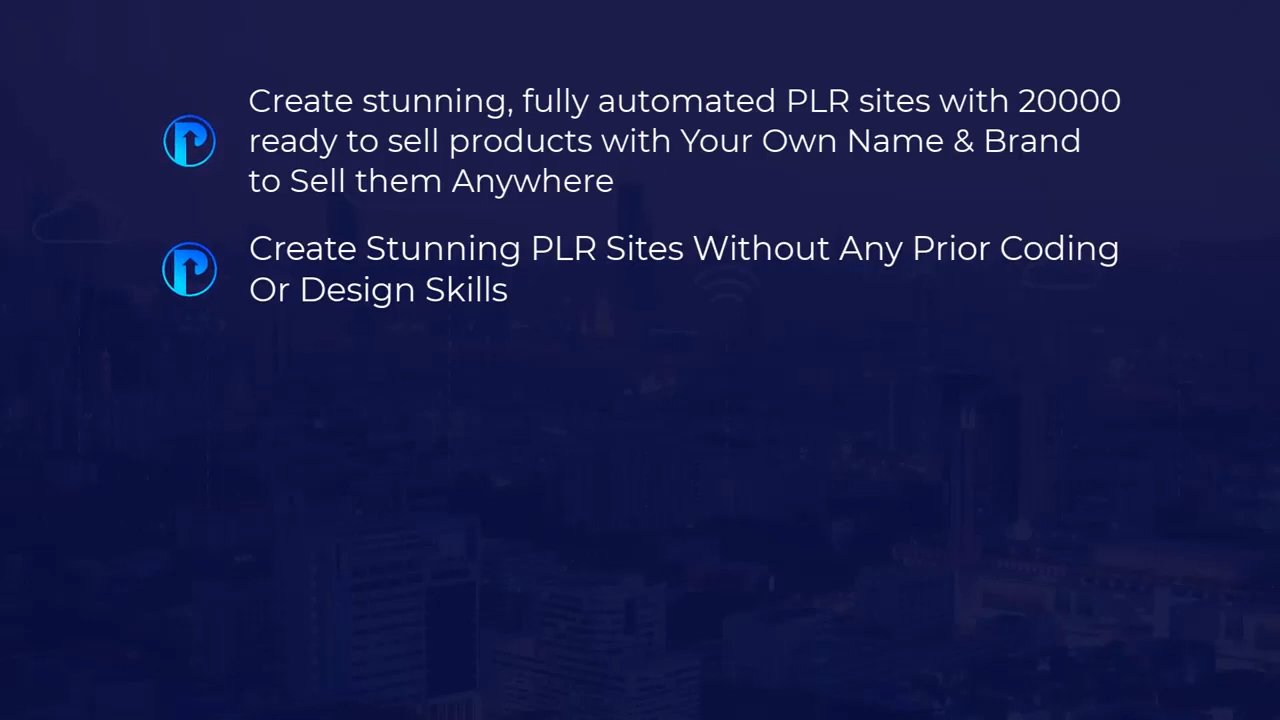 Create stunning, fully automated PLR sites with 20000
ready to sell products with Your Own Name & Brand
to Sell them Anywhere
Create Stunning PLR Sites Without Any Prior Coding
Or Design Skills